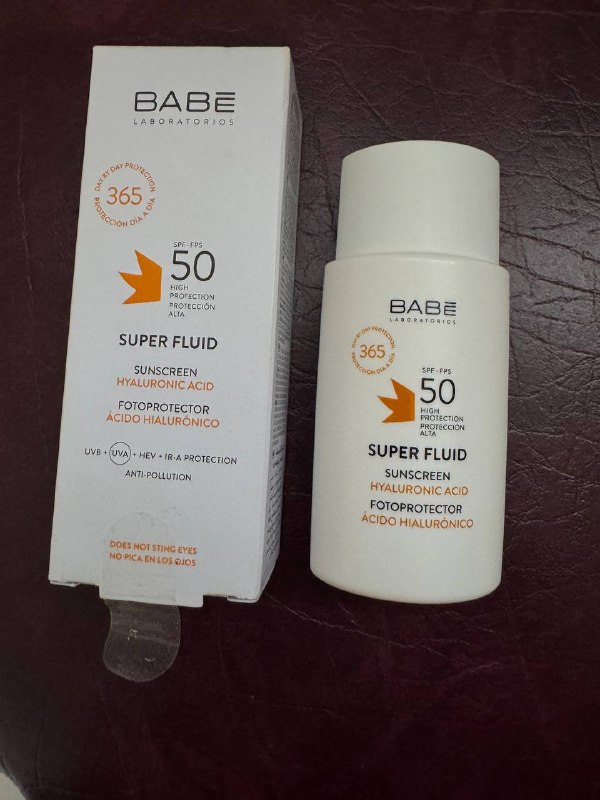 BABĒ
LABORATORIOS
DAY BY DAY PROTECTION
365
PROTECCIÓN DÍA A DÍA
SPF-FPS
50
HIGH
PROTECTION
PROTECCIÓN
ALTA
SUPER FLUID
SUNSCREEN
HYALURONIC ACID
FOTOPROTECTOR
ÁCIDO HIALURÓNICO
UVB + UVA + HEV + IR-A PROTECTION
ANTI-POLLUTION
DOES NOT STING EYES
NO PICA EN LOS OJOS
BABĒ
LABORATORIOS
DAY BY DAY PROTECTION
365
PROTECCIÓN DÍA A DÍA
SPF-FPS
50
HIGH
PROTECTION
PROTECCIÓN
ALTA
SUPER FLUID
SUNSCREEN
HYALURONIC ACID
FOTOPROTECTOR
ÁCIDO HIALURÓNICO